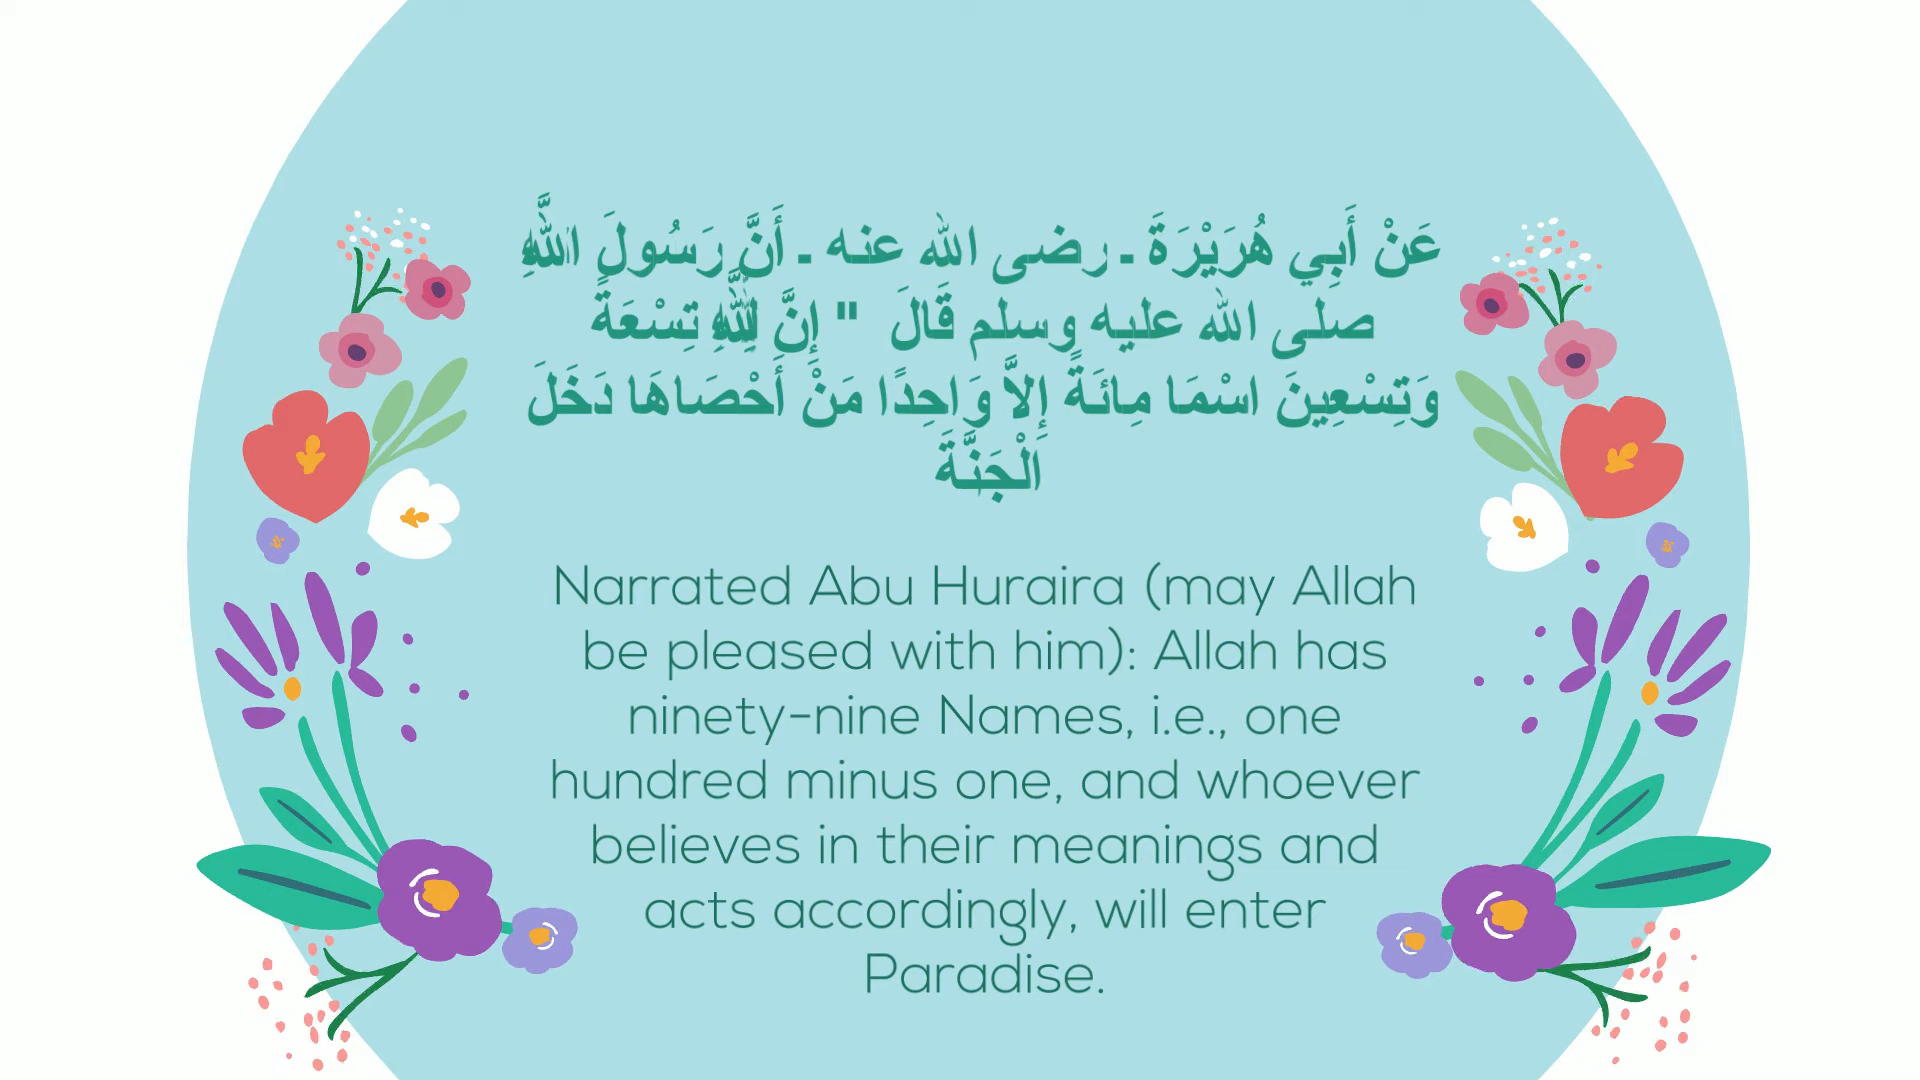 عَنْ أَبِي هُرَيْرَةَ ـ رضى الله عنه ـ أَنَّ رَسُولَ اللَّهِ
صلى الله عليه وسلم قَالَ " إِنَّ لِلَّهِ تِسْعَةً
وَتِسْعِينَ اسْمَا مِائَةً إِلاَّ وَاحِدًا مَنْ أَحْصَاهَا دَخَلَ
الْجَنَّةَ
Narrated Abu Huraira (may Allah
be pleased with him): Allah has
ninety-nine Names, i.e., one
hundred minus one, and whoever
believes in their meanings and
acts accordingly, will enter
Paradise.